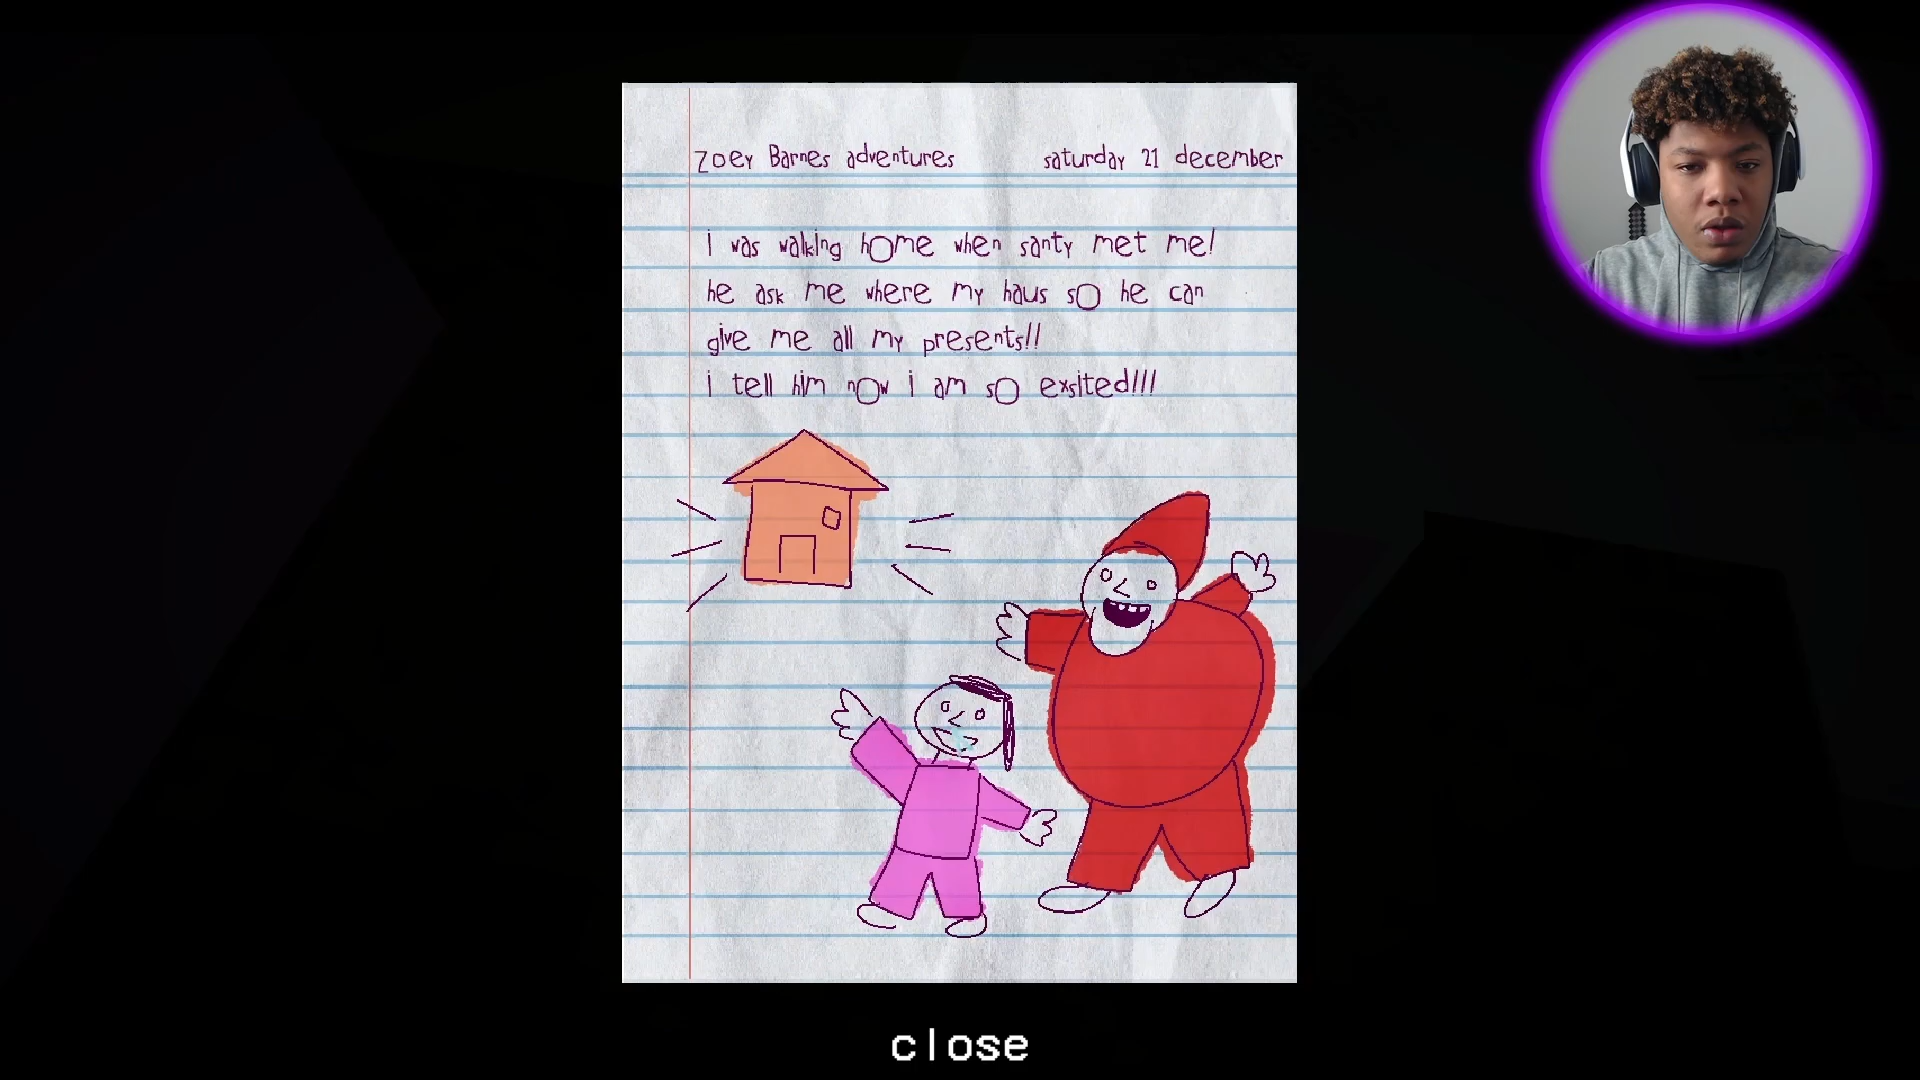 Zoey Barnes adventures saturday 21 december
i was walking home when santy met me!
he ask me where my haus so he can
give me all my presents!!
i tell him now i am so exsited!!!
close